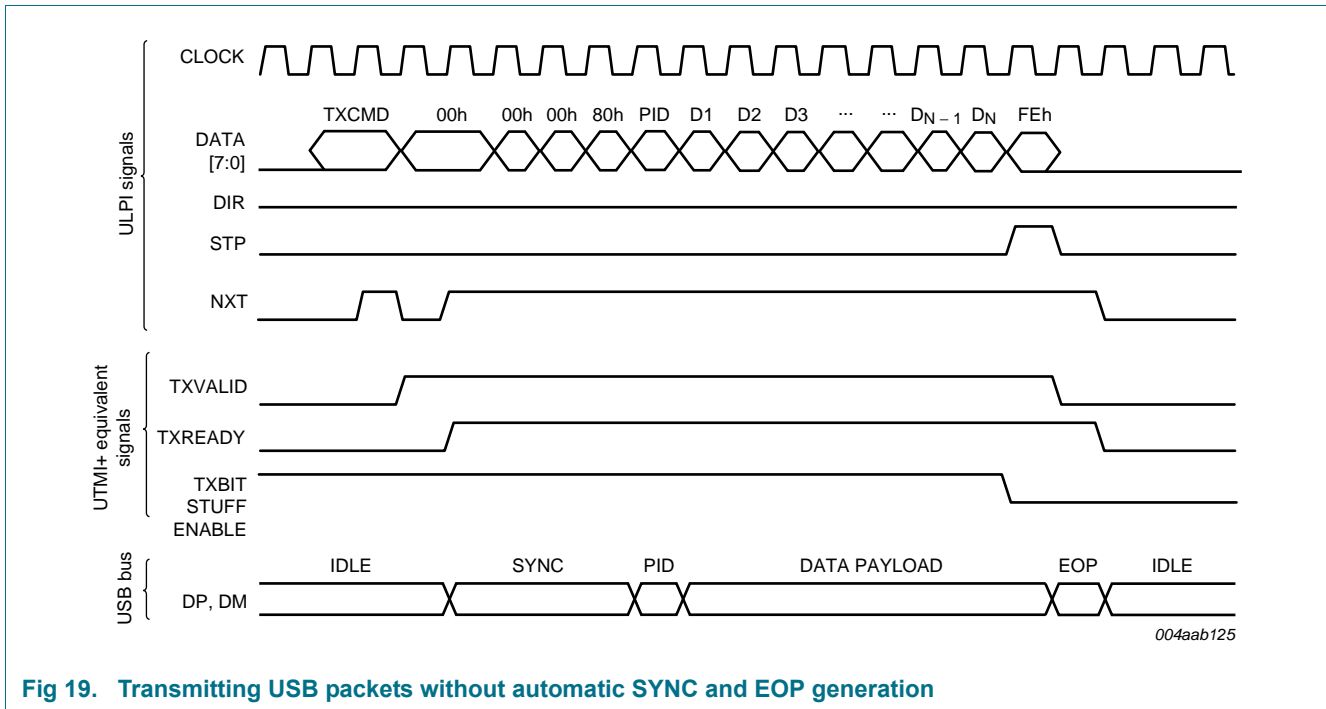 CLOCK
TXCMD 00h 00h 00h 80h PID D1 D2 D3 ... ... DN – 1 DN FEh
DATA
[7:0]
DIR
STP
NXT
ULPI signals
TXVALID
TXREADY
TXBIT
STUFF
ENABLE
UTMI+ equivalent
signals
IDLE SYNC PID DATA PAYLOAD EOP IDLE
DP, DM
USB bus
004aab125
Fig 19. Transmitting USB packets without automatic SYNC and EOP generation